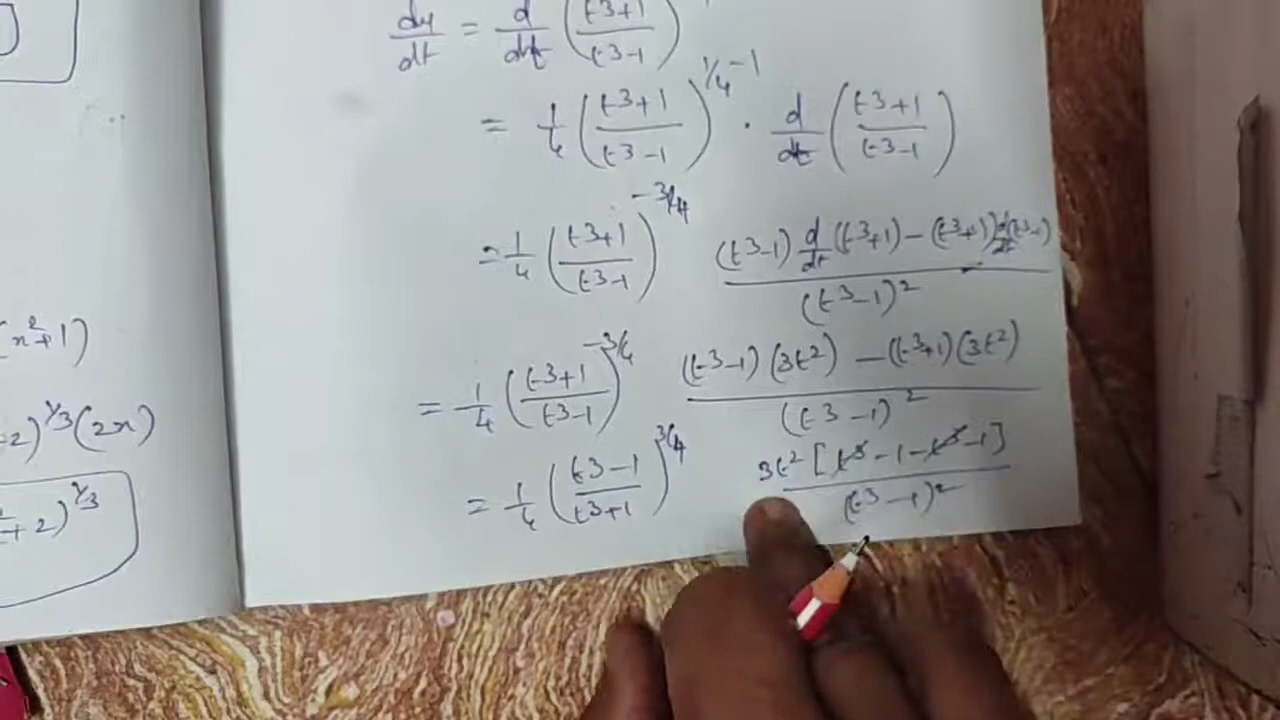 (x²+1)
+2)^1/3 (2x)
+2)^1/3
dy/dt = d/dt ((t³+1)/(t³-1))
= 1/4 ((t³+1)/(t³-1))^(1/4 -1) · d/dt ((t³+1)/(t³-1))
= 1/4 ((t³+1)/(t³-1))^(-3/4) ((t³-1) d/dt (t³+1) - (t³+1) d/dt (t³-1))/(t³-1)²
= 1/4 ((t³+1)/(t³-1))^(-3/4) ((t³-1)(3t²) - (t³+1)(3t²))/(t³-1)²
= 1/4 ((t³-1)/(t³+1))^(3/4) 3t² [t³-1-t³-1]/(t³-1)²